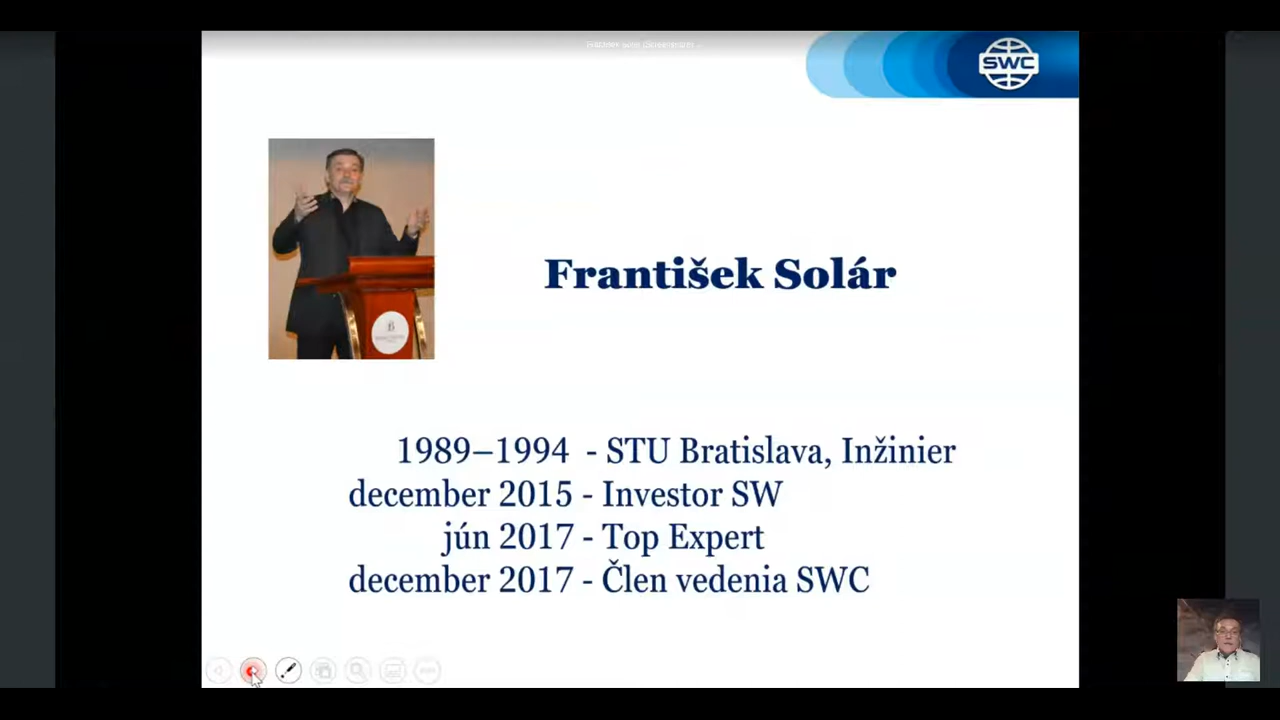 SWC
František Solár
1989–1994 - STU Bratislava, Inžinier
december 2015 - Investor SW
jún 2017 - Top Expert
december 2017 - Člen vedenia SWC